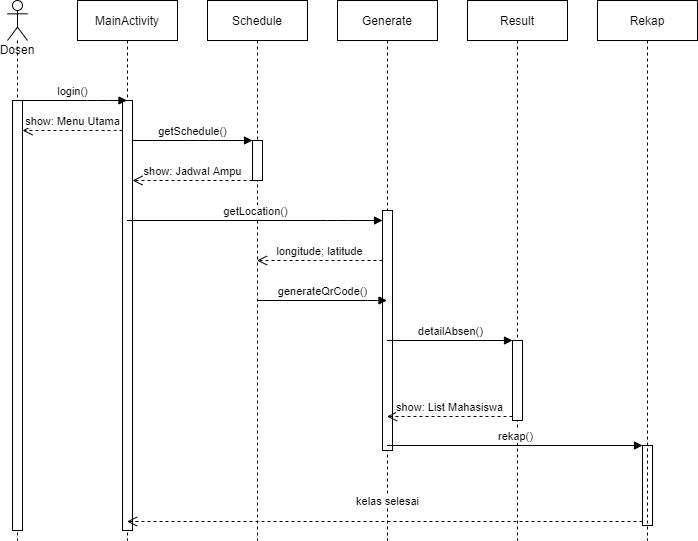 MainActivity
Schedule
Generate
Result
Rekap
Dosen
login()
show: Menu Utama
getSchedule()
show: Jadwal Ampu
getLocation()
longitude; latitude
generateQrCode()
detailAbsen()
show: List Mahasiswa
rekap()
kelas selesai